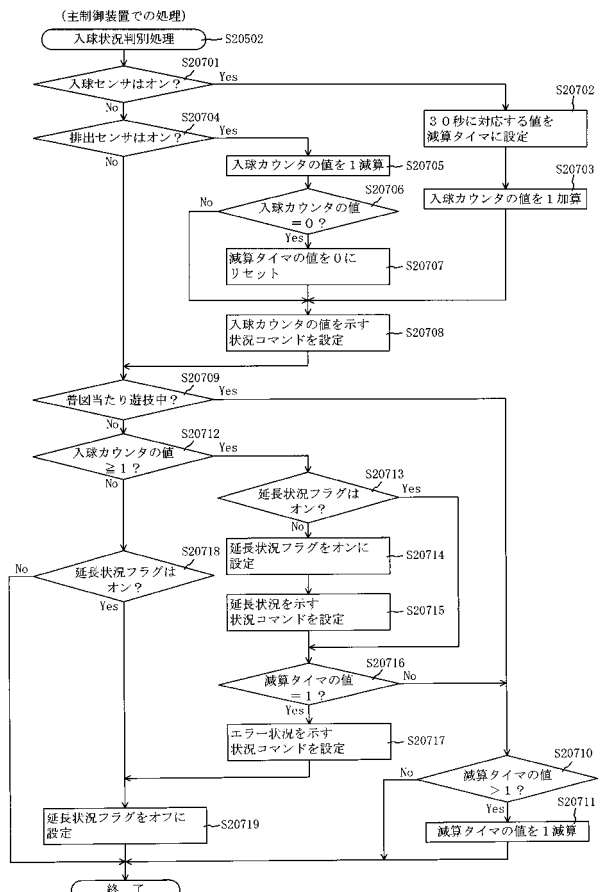 (主制御装置での処理)
入球状況判別処理
S20502
S20701
入球センサはオン?
Yes
No
S20702
30秒に対応する値を
減算タイマに設定
S20704
排出センサはオン?
Yes
No
入球カウンタの値を1減算
S20705
S20703
入球カウンタの値を1加算
S20706
No
入球カウンタの値
=0?
Yes
減算タイマの値を0に
リセット
S20707
入球カウンタの値を示す
状況コマンドを設定
S20708
S20709
普図当たり遊技中?
Yes
No
S20712
入球カウンタの値
≧1?
Yes
No
S20713
延長状況フラグは
オン?
Yes
No
延長状況フラグをオンに
設定
S20714
S20718
No
延長状況フラグは
オン?
Yes
延長状況を示す
状況コマンドを設定
S20715
S20716
減算タイマの値
=1?
No
Yes
エラー状況を示す
状況コマンドを設定
S20717
S20710
No
減算タイマの値
>1?
Yes
S20711
減算タイマの値を1減算
延長状況フラグをオフに
設定
S20719
終了